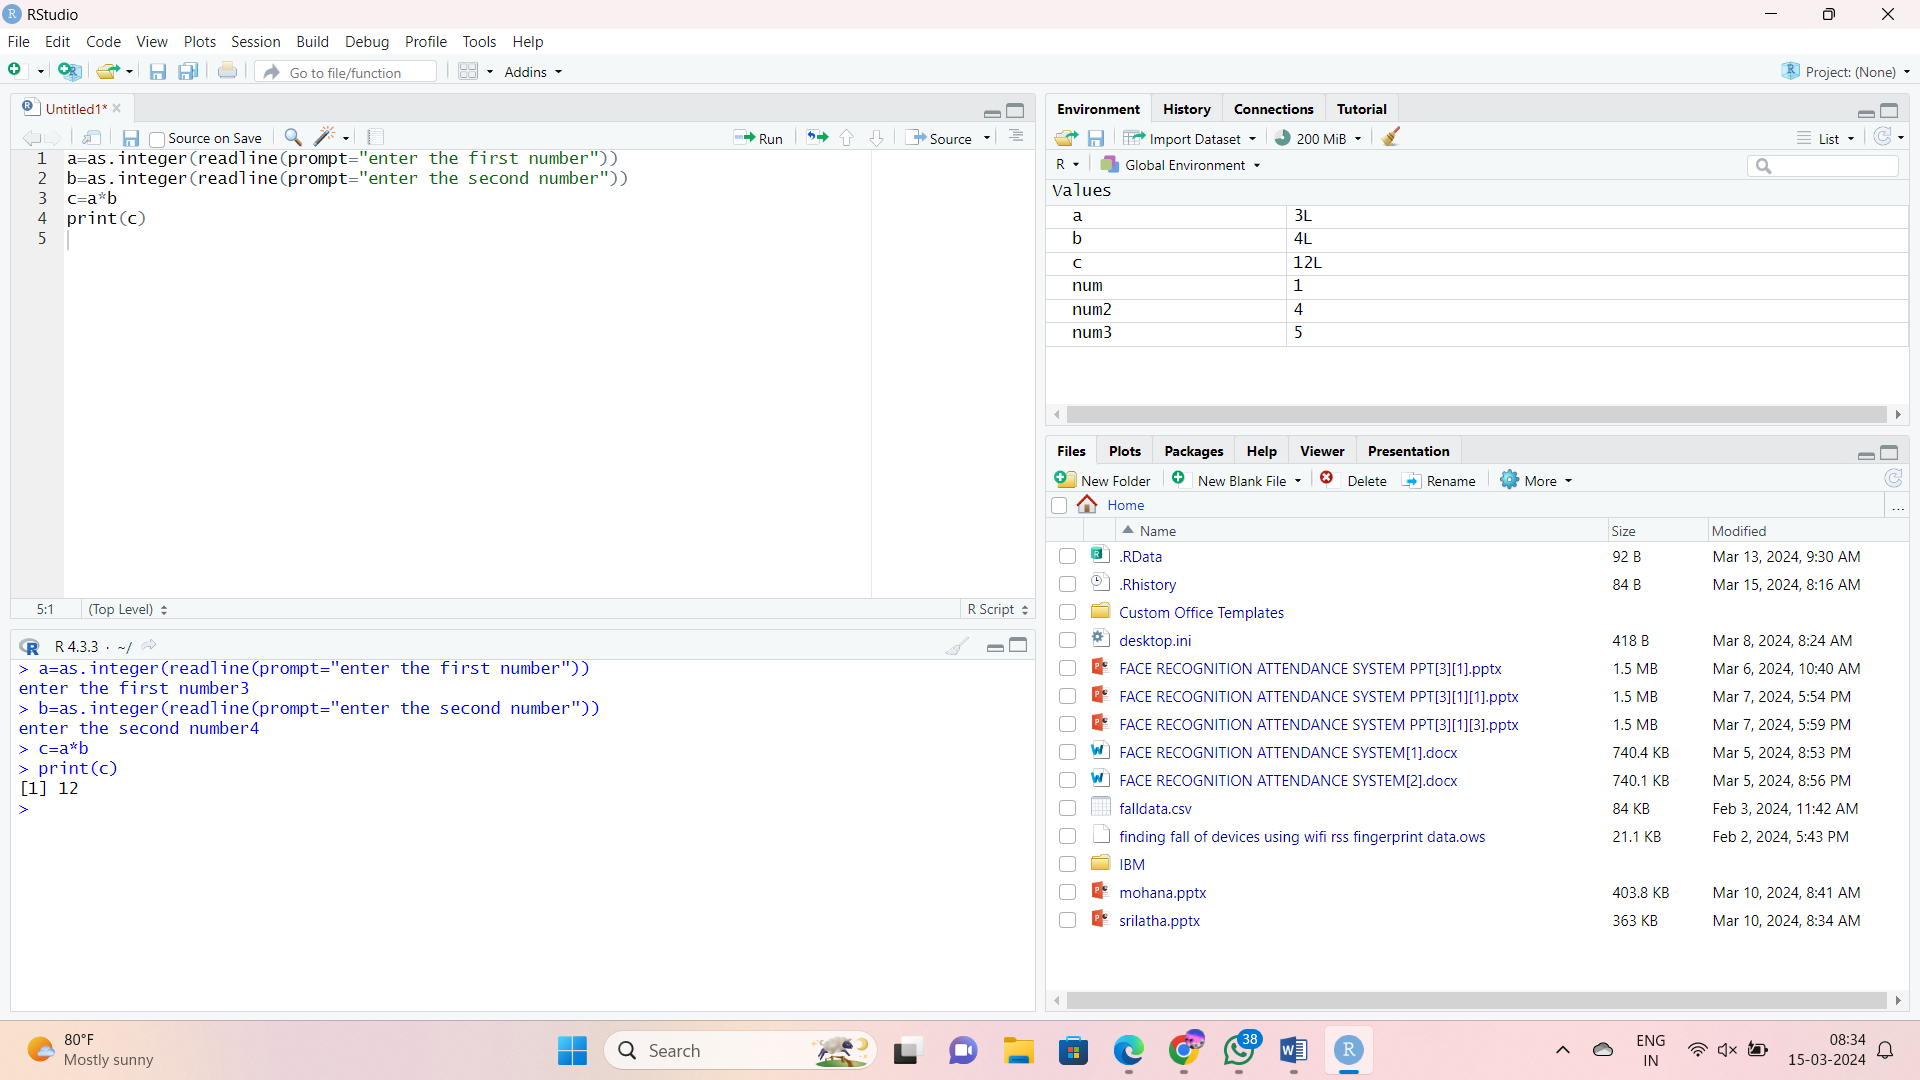 RStudio
File Edit Code View Plots Session Build Debug Profile Tools Help
Go to file/function Addins Project: (None)
Untitled1*
Source on Save Run Source
1 a=as.integer(readline(prompt="enter the first number"))
2 b=as.integer(readline(prompt="enter the second number"))
3 c=a*b
4 print(c)
5
5:1 (Top Level) R Script
R 4.3.3 · ~/
> a=as.integer(readline(prompt="enter the first number"))
enter the first number3
> b=as.integer(readline(prompt="enter the second number"))
enter the second number4
> c=a*b
> print(c)
[1] 12
>
Environment History Connections Tutorial
Import Dataset 200 MiB List
R Global Environment
Values
a 3L
b 4L
c 12L
num 1
num2 4
num3 5
Files Plots Packages Help Viewer Presentation
New Folder New Blank File Delete Rename More
Home ...
Name Size Modified
.RData 92 B Mar 13, 2024, 9:30 AM
.Rhistory 84 B Mar 15, 2024, 8:16 AM
Custom Office Templates
desktop.ini 418 B Mar 8, 2024, 8:24 AM
FACE RECOGNITION ATTENDANCE SYSTEM PPT[3][1].pptx 1.5 MB Mar 6, 2024, 10:40 AM
FACE RECOGNITION ATTENDANCE SYSTEM PPT[3][1][1].pptx 1.5 MB Mar 7, 2024, 5:54 PM
FACE RECOGNITION ATTENDANCE SYSTEM PPT[3][1][3].pptx 1.5 MB Mar 7, 2024, 5:59 PM
FACE RECOGNITION ATTENDANCE SYSTEM[1].docx 740.4 KB Mar 5, 2024, 8:53 PM
FACE RECOGNITION ATTENDANCE SYSTEM[2].docx 740.1 KB Mar 5, 2024, 8:56 PM
falldata.csv 84 KB Feb 3, 2024, 11:42 AM
finding fall of devices using wifi rss fingerprint data.ows 21.1 KB Feb 2, 2024, 5:43 PM
IBM
mohana.pptx 403.8 KB Mar 10, 2024, 8:41 AM
srilatha.pptx 363 KB Mar 10, 2024, 8:34 AM
80°F
Mostly sunny
Search
38
ENG
IN
08:34
15-03-2024